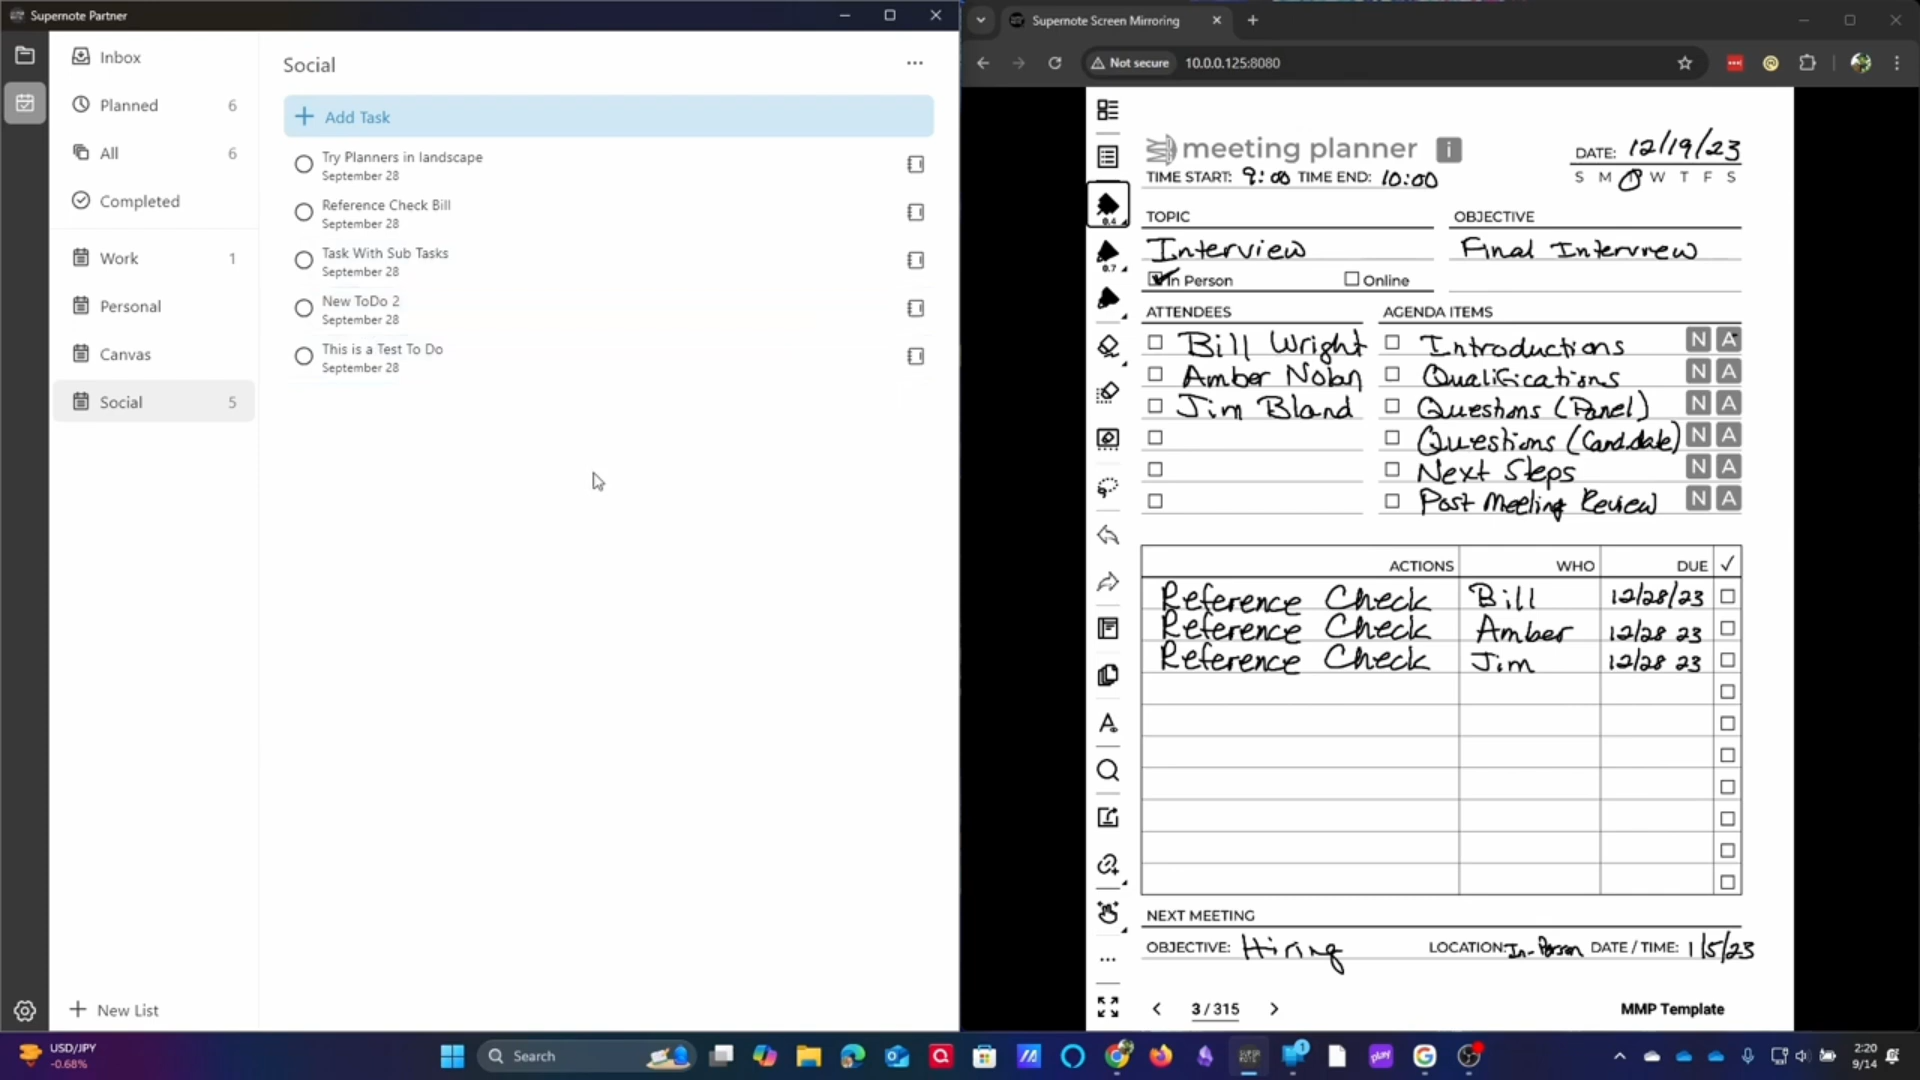 Supernote Partner
Inbox
Planned 6
All 6
Completed
Work 1
Personal
Canvas
Social 5
New List
Social
Add Task
Try Planners in landscape
September 28
Reference Check Bill
September 28
Task With Sub Tasks
September 28
New ToDo 2
September 28
This is a Test To Do
September 28
Supernote Screen Mirroring
Not secure 10.0.0.125:8080
meeting planner i
DATE: 12/19/23
TIME START: 9:00 TIME END: 10:00
S M T W T F S
TOPIC
Interview
In Person Online
OBJECTIVE
Final Interview
ATTENDEES
Bill Wright
Amber Nolan
Jim Bland
AGENDA ITEMS
Introductions N A
Qualifications N A
Questions (Panel) N A
Questions (Candidate) N A
Next Steps N A
Post Meeting Review N A
ACTIONS WHO DUE ✓
Reference Check Bill 12/28/23
Reference Check Amber 12/28 23
Reference Check Jim 12/28 23
NEXT MEETING
OBJECTIVE: Hiring LOCATION: In-Person DATE / TIME: 1/5/23
3 / 315
MMP Template
0.4
0.7
USD/JPY
-0.68%
Search
play
1
2:20
9/14